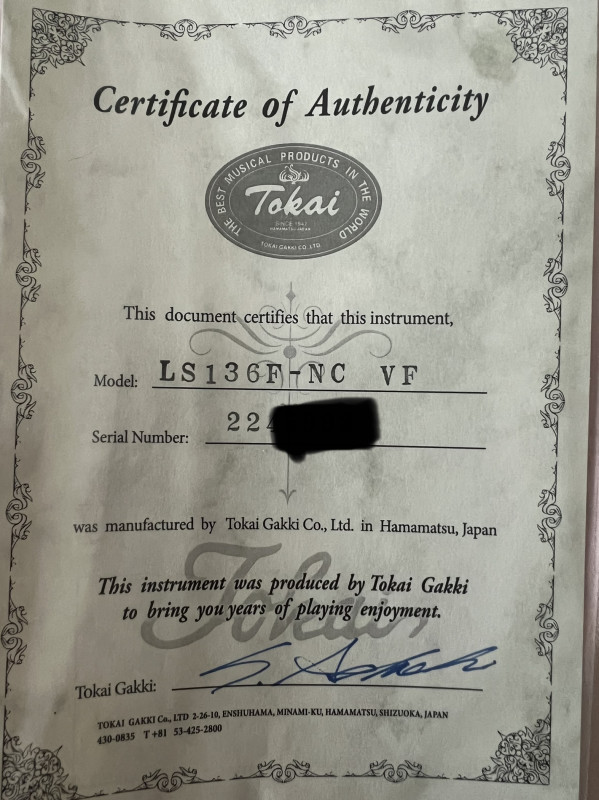 Certificate of Authenticity
THE BEST MUSICAL PRODUCTS IN THE WORLD
Tokai
SINCE 1947
HAMAMATSU-JAPAN
TOKAI GAKKI CO. LTD
This document certifies that this instrument,
Model: LS136F-NC VF
Serial Number: 224
was manufactured by Tokai Gakki Co., Ltd. in Hamamatsu, Japan
Tokai
This instrument was produced by Tokai Gakki
to bring you years of playing enjoyment.
Tokai Gakki:
TOKAI GAKKI Co., LTD 2-26-10, ENSHUHAMA, MINAMI-KU, HAMAMATSU, SHIZUOKA, JAPAN
430-0835 T +81 53-425-2800